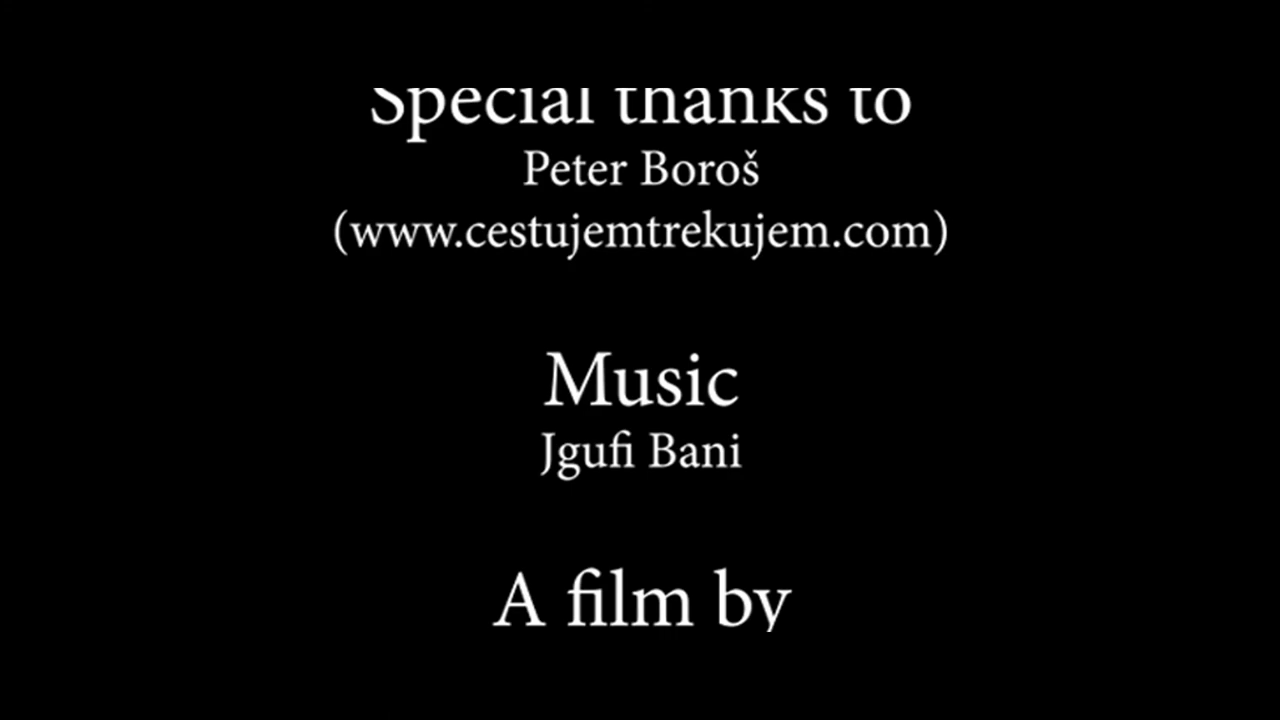 Special thanks to
Peter Boroš
(www.cestujemtrekujem.com)
Music
Jgufi Bani
A film by